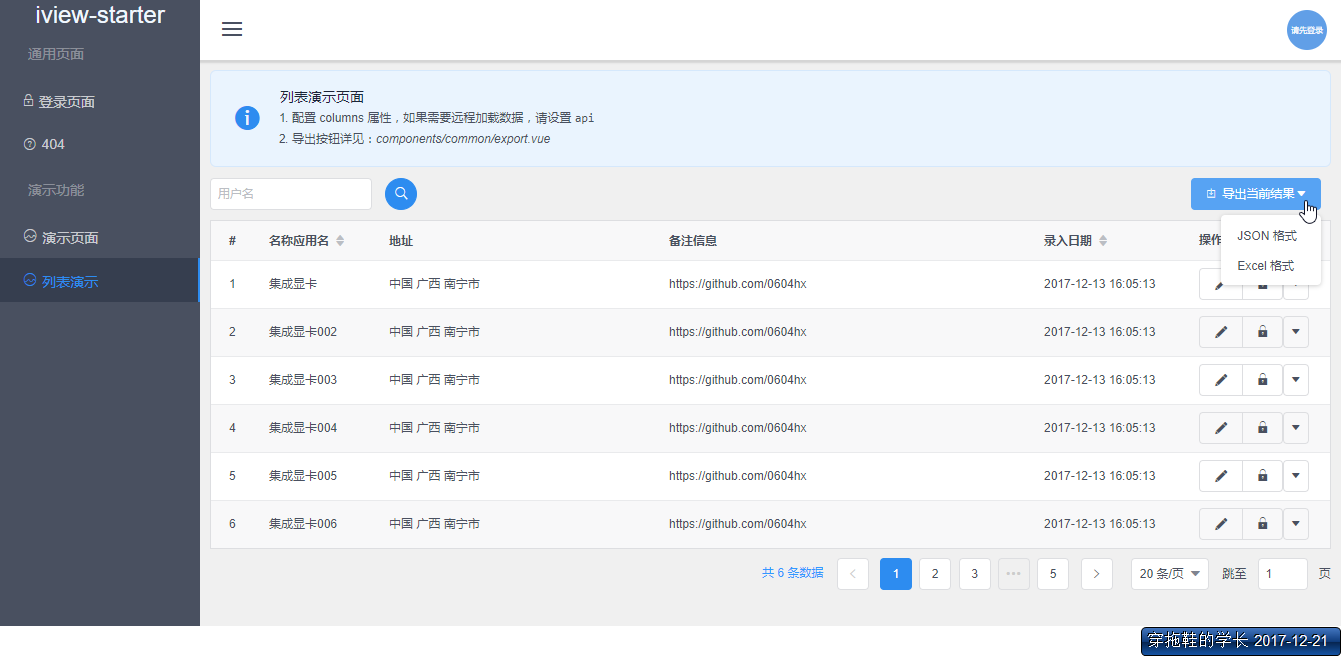 iview-starter
请先登录
通用页面
登录页面
404
演示功能
演示页面
列表演示
列表演示页面
1. 配置 columns 属性，如果需要远程加载数据，请设置 api
2. 导出按钮详见：components/common/export.vue
用户名
导出当前结果
JSON 格式
Excel 格式
# 名称应用名 地址 备注信息 录入日期 操作
1 集成显卡 中国 广西 南宁市 https://github.com/0604hx 2017-12-13 16:05:13
2 集成显卡002 中国 广西 南宁市 https://github.com/0604hx 2017-12-13 16:05:13
3 集成显卡003 中国 广西 南宁市 https://github.com/0604hx 2017-12-13 16:05:13
4 集成显卡004 中国 广西 南宁市 https://github.com/0604hx 2017-12-13 16:05:13
5 集成显卡005 中国 广西 南宁市 https://github.com/0604hx 2017-12-13 16:05:13
6 集成显卡006 中国 广西 南宁市 https://github.com/0604hx 2017-12-13 16:05:13
共 6 条数据 1 2 3 ••• 5 20 条/页 跳至 1 页
穿拖鞋的学长 2017-12-21